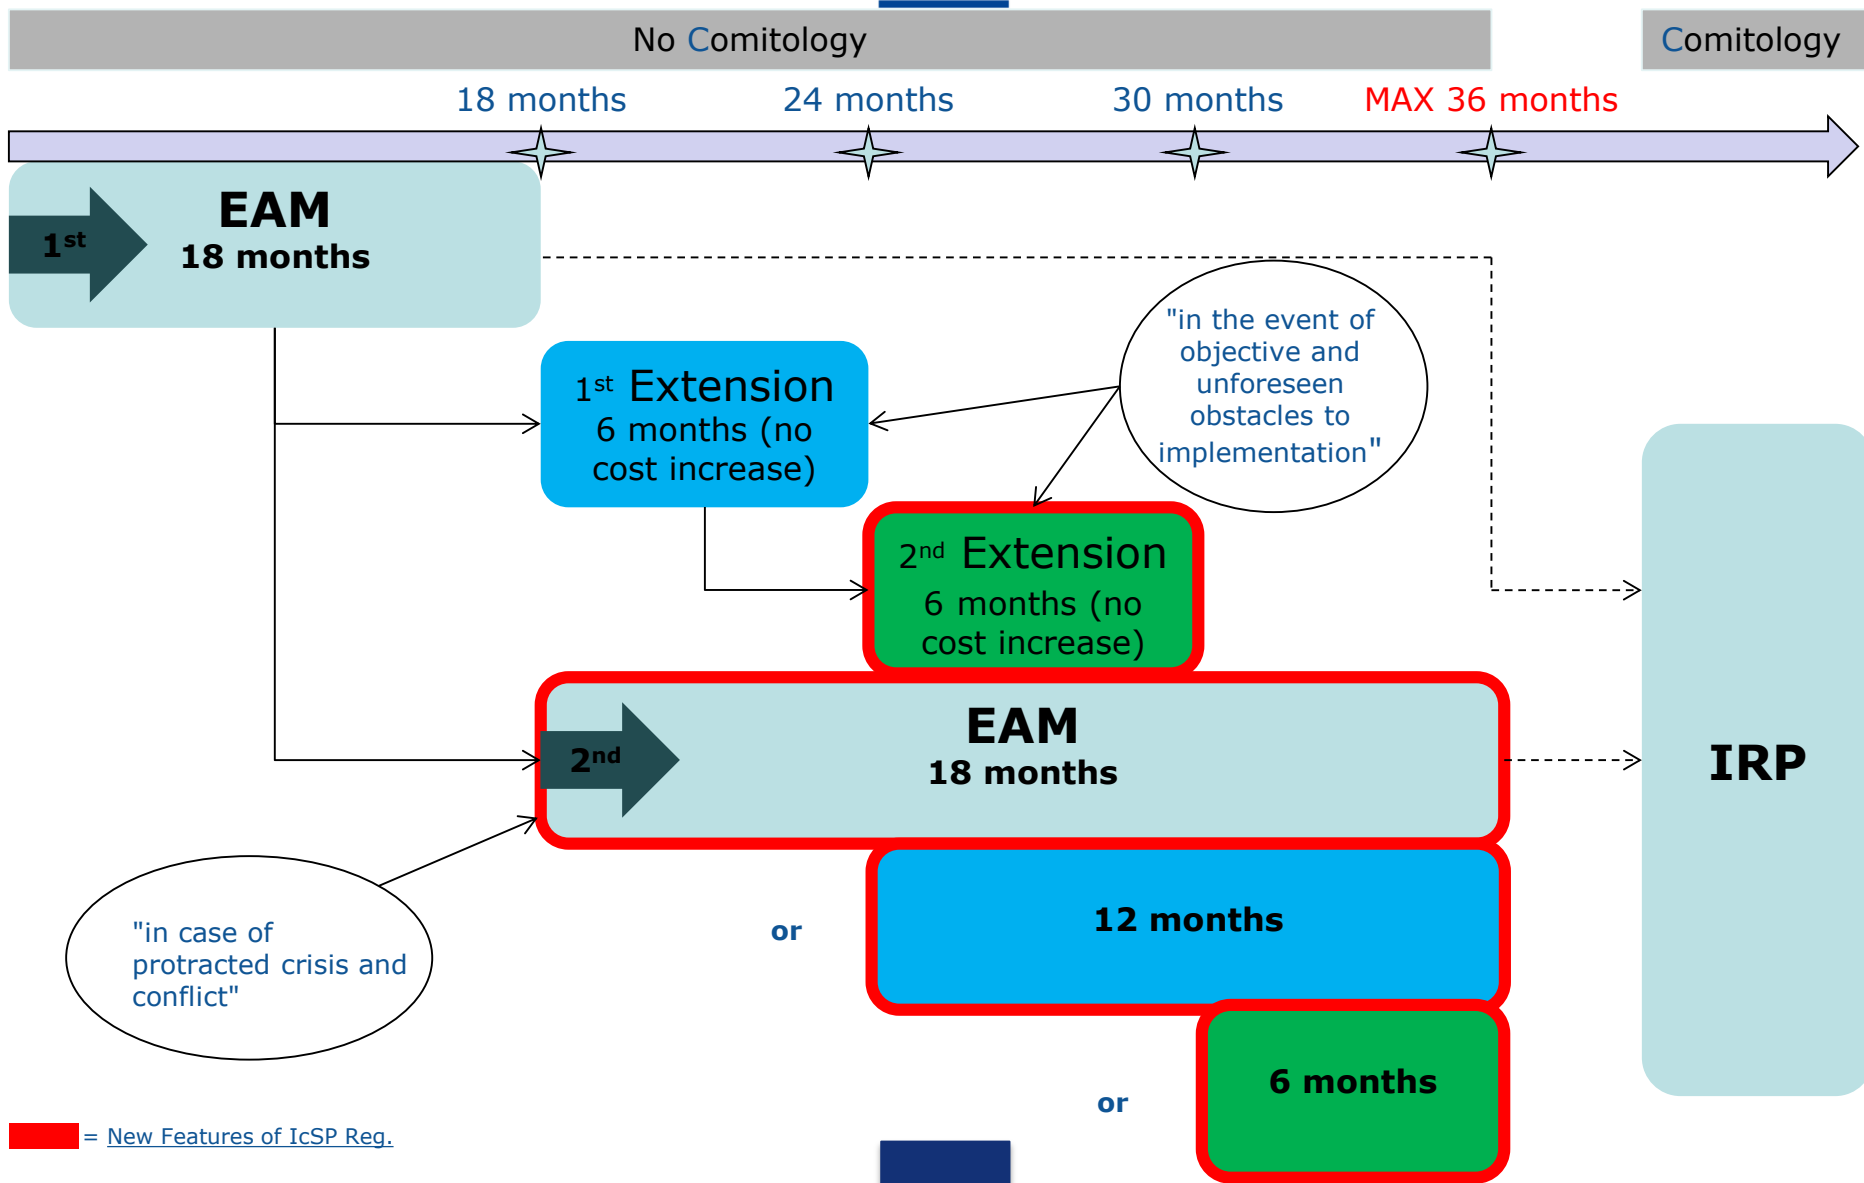 No Comitology
Comitology
18 months
24 months
30 months
MAX 36 months
1st
EAM
18 months
"in the event of
objective and
unforeseen
obstacles to
implementation"
1st Extension
6 months (no
cost increase)
2nd Extension
6 months (no
cost increase)
2nd
EAM
18 months
IRP
"in case of
protracted crisis and
conflict"
or
12 months
or
6 months
= New Features of IcSP Reg.